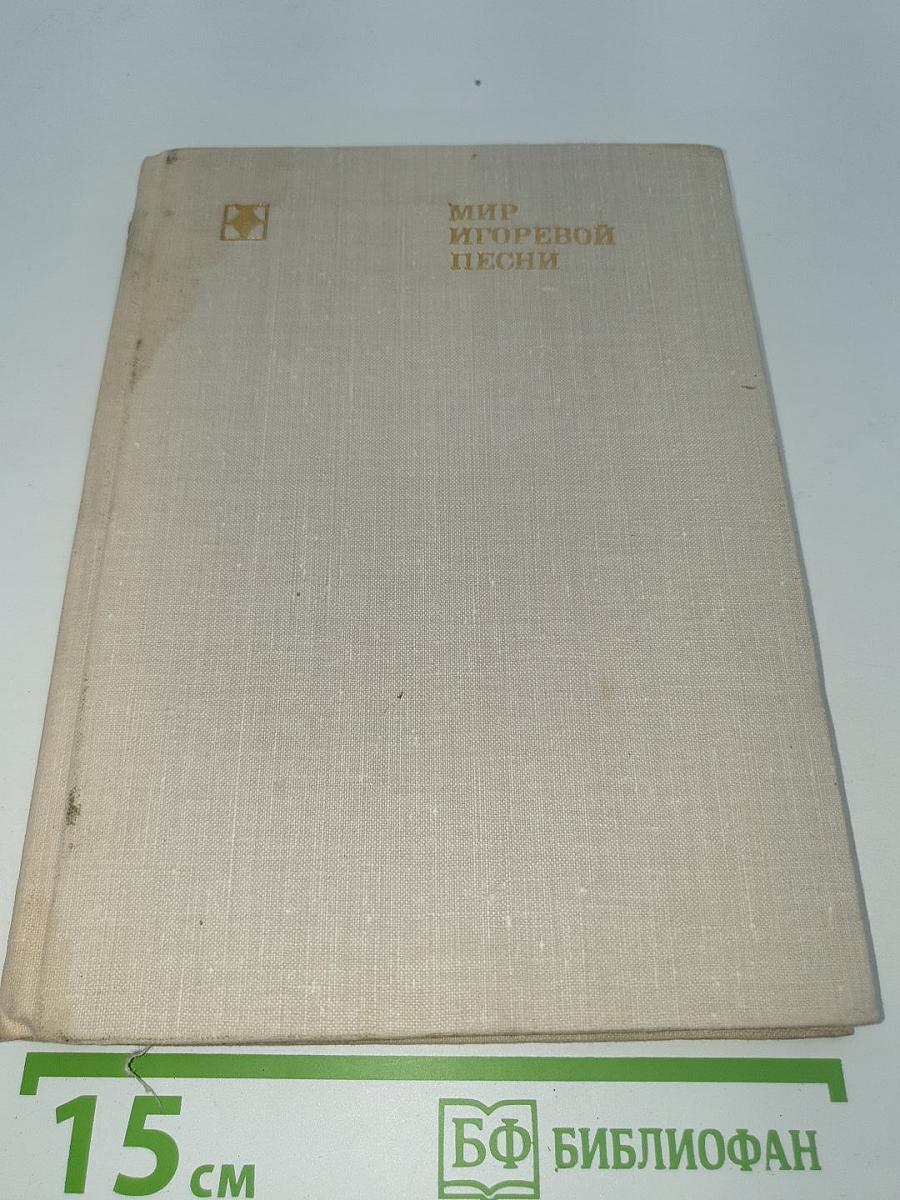 МИР
ИГОРЕВОЙ
ПЕСНИ
15 см
БФ БИБЛИОФАН